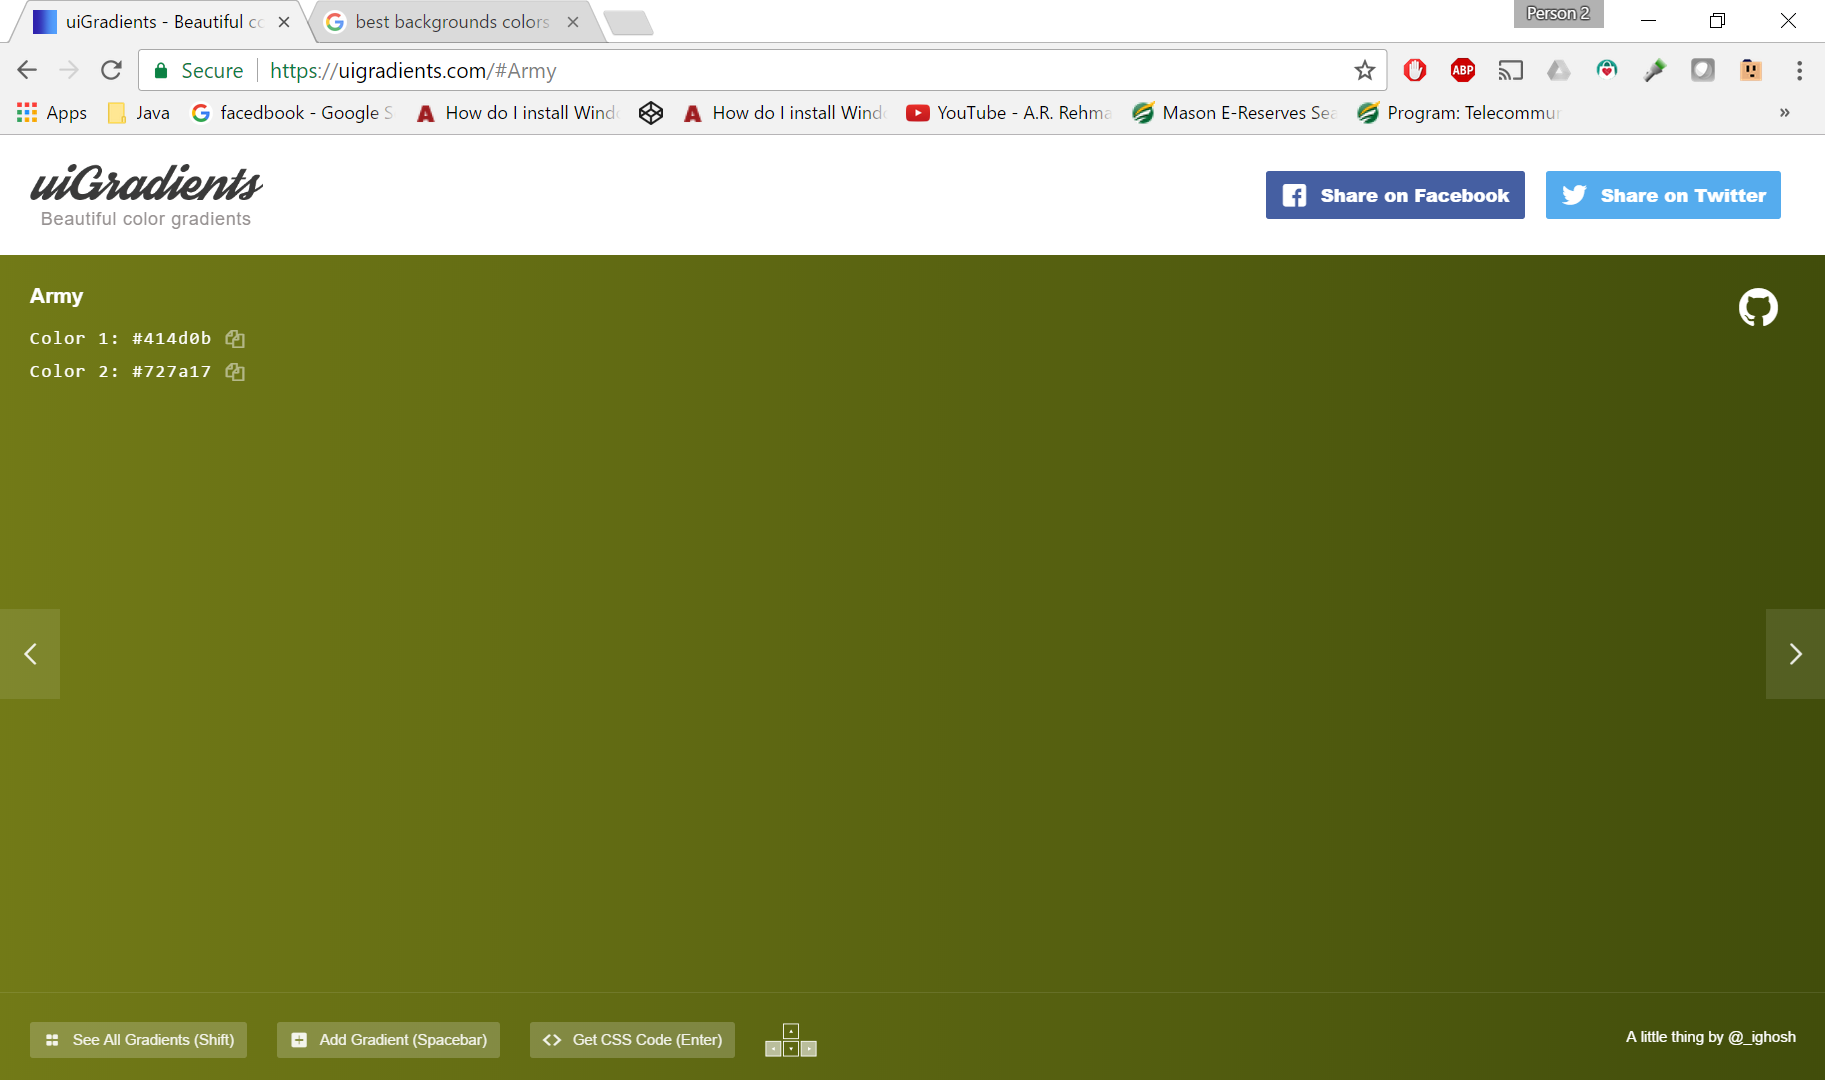 Person 2
uiGradients - Beautiful co
best backgrounds colors
Secure
https://uigradients.com/#Army
ABP
Apps
Java
facedbook - Google S
How do I install Wind
How do I install Wind
YouTube - A.R. Rehma
Mason E-Reserves Sea
Program: Telecommun
uiGradients
Beautiful color gradients
Share on Facebook
Share on Twitter
Army
Color 1: #414d0b
Color 2: #727a17
See All Gradients (Shift)
Add Gradient (Spacebar)
Get CSS Code (Enter)
A little thing by @_ighosh